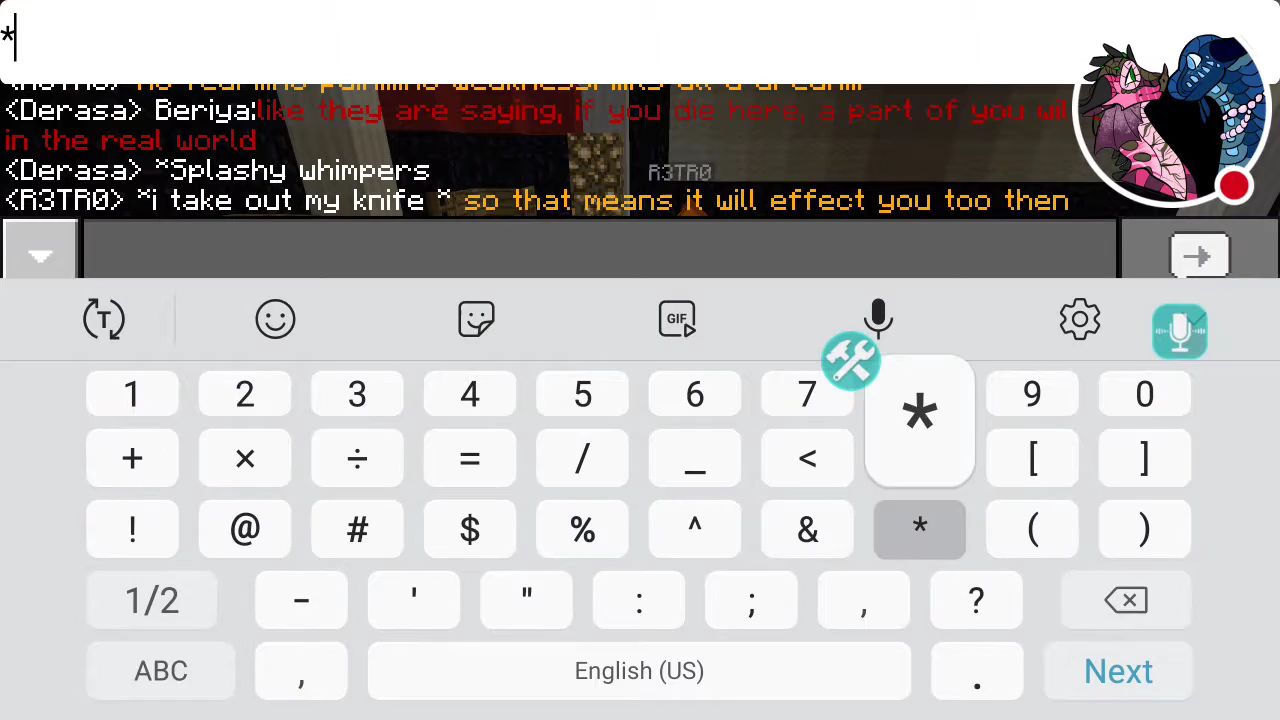 *
<Derasa> Beriya:like they are saying, if you die here, a part of you wil
in the real world
<Derasa> *Splashy whimpers
R3TR0
<R3TR0> *i take out my knife * so that means it will effect you too then
T
GIF
1 2 3 4 5 6 7 * 9 0
+ × ÷ = / _ < [ ]
! @ # $ % ^ & * ( )
1/2 - ' " : ; , ?
ABC , English (US) . Next